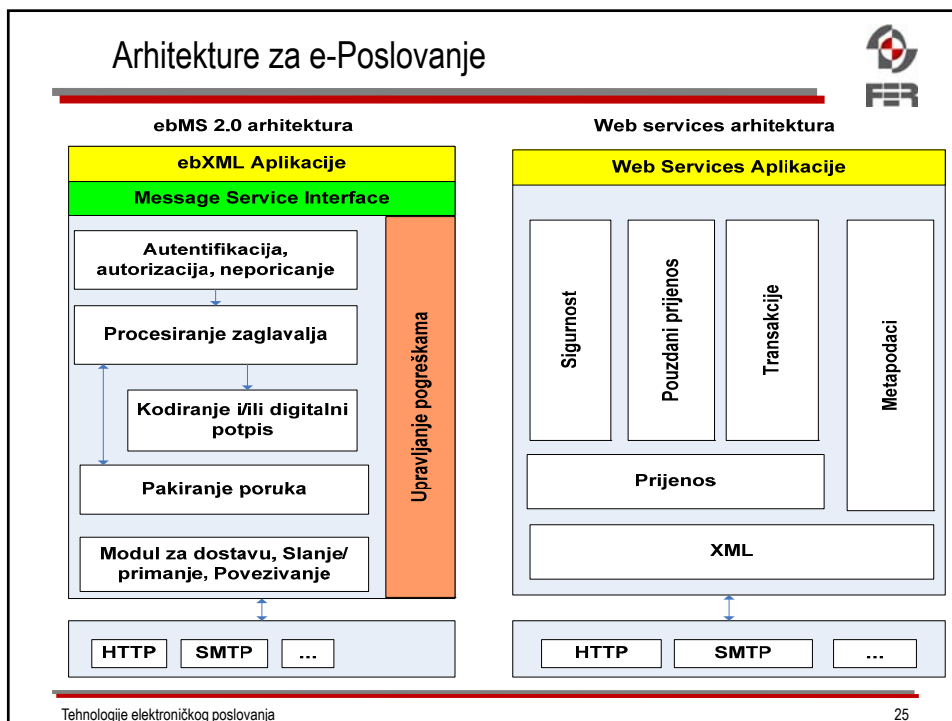 Arhitekture za e-Poslovanje
FER
ebMS 2.0 arhitektura
ebXML Aplikacije
Message Service Interface
Autentifikacija,
autorizacija, neporicanje
Procesiranje zaglavalja
Kodiranje i/ili digitalni
potpis
Pakiranje poruka
Modul za dostavu, Slanje/
primanje, Povezivanje
Upravljanje pogreškama
HTTP
SMTP
...
Web services arhitektura
Web Services Aplikacije
Sigurnost
Pouzdani prijenos
Transakcije
Metapodaci
Prijenos
XML
HTTP
SMTP
...
Tehnologije elektroničkog poslovanja
25